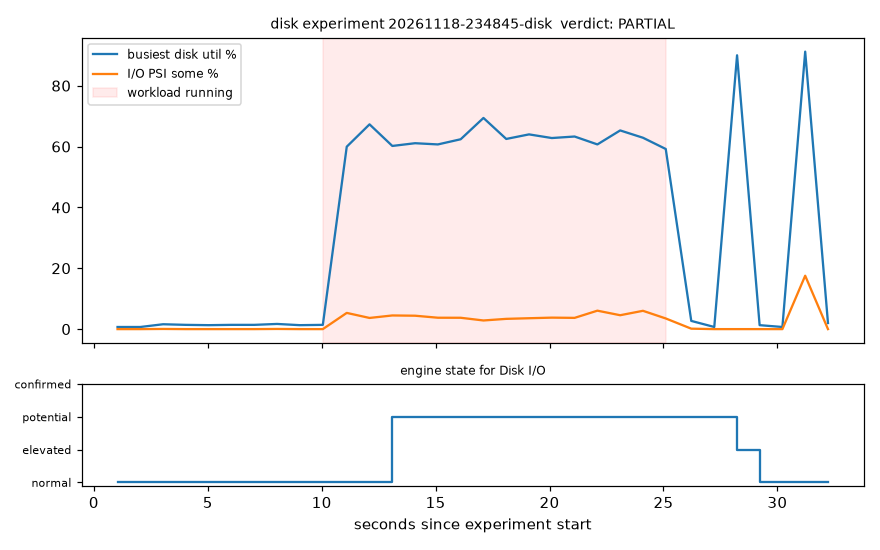 disk experiment 20261118-234845-disk  verdict: PARTIAL
busiest disk util %
I/O PSI some %
workload running
80
60
40
20
0
engine state for Disk I/O
confirmed
potential
elevated
normal
0 5 10 15 20 25 30
seconds since experiment start